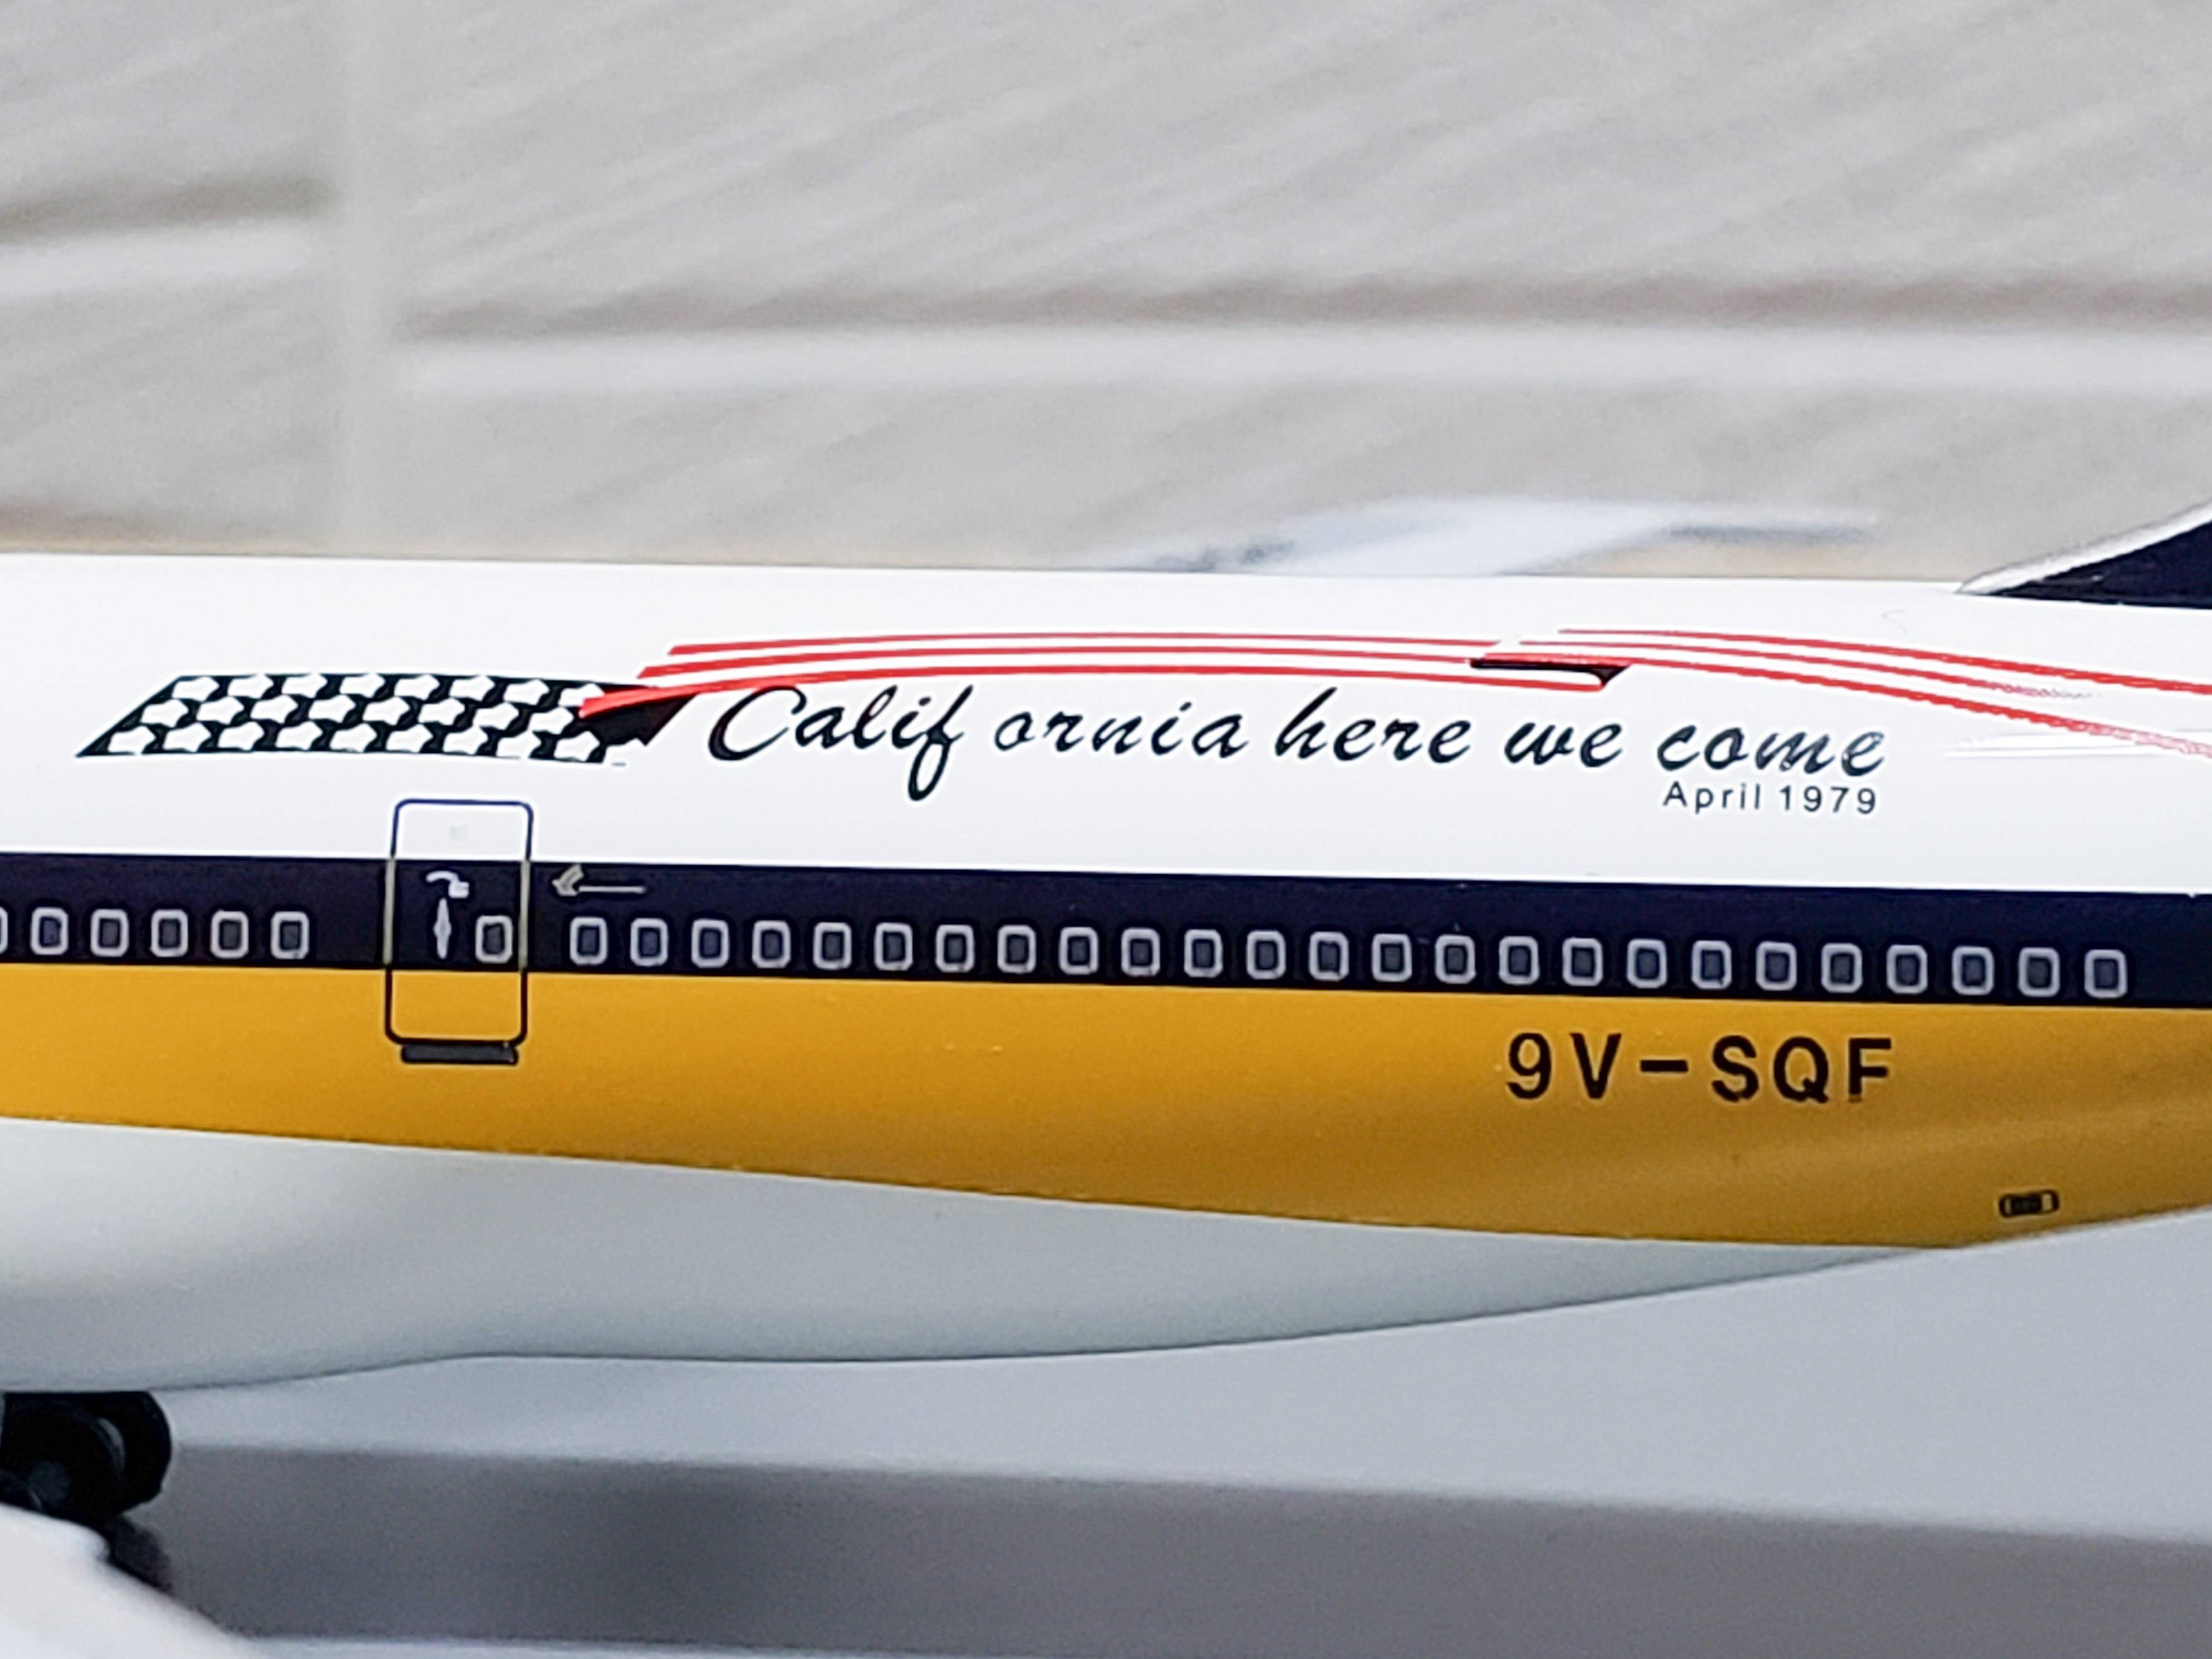 California here we come
April 1979
9V-SQF